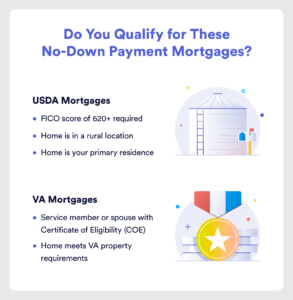 Do You Qualify for These
No-Down Payment Mortgages?
USDA Mortgages
FICO score of 620+ required
Home is in a rural location
Home is your primary residence
VA Mortgages
Service member or spouse with
Certificate of Eligibility (COE)
Home meets VA property
requirements